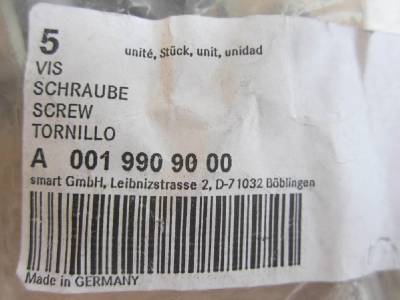 5 unité, Stück, unit, unidad
VIS
SCHRAUBE
SCREW
TORNILLO
A 001 990 90 00
smart GmbH, Leibnizstrasse 2, D-71032 Böblingen
Made in GERMANY